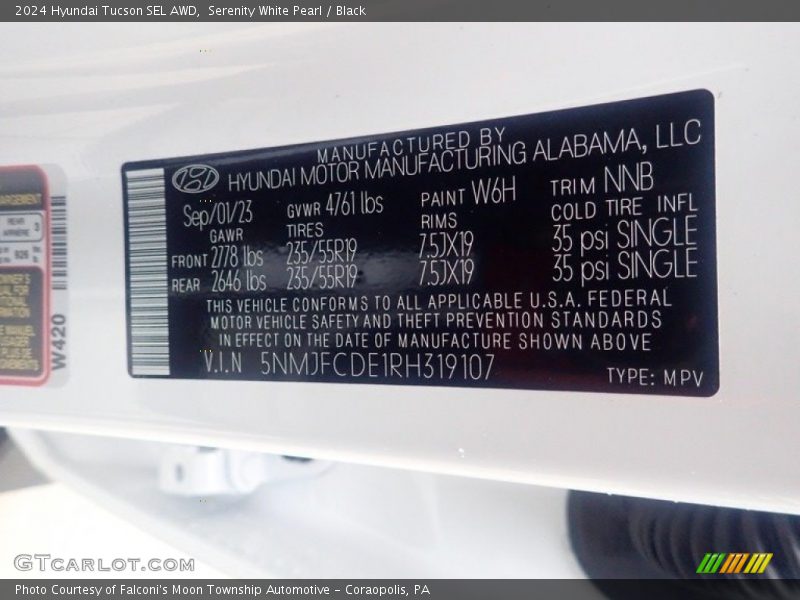 2024 Hyundai Tucson SEL AWD, Serenity White Pearl / Black
MANUFACTURED BY
HYUNDAI MOTOR MANUFACTURING ALABAMA, LLC
Sep/01/23 GVWR 4761 lbs PAINT W6H TRIM NNB
GAWR TIRES RIMS COLD TIRE INFL
FRONT 2778 lbs 235/55R19 7.5JX19 35 psi SINGLE
REAR 2646 lbs 235/55R19 7.5JX19 35 psi SINGLE
THIS VEHICLE CONFORMS TO ALL APPLICABLE U.S.A. FEDERAL
MOTOR VEHICLE SAFETY AND THEFT PREVENTION STANDARDS
IN EFFECT ON THE DATE OF MANUFACTURE SHOWN ABOVE
V.I.N 5NMJFCDE1RH319107
TYPE: MPV
REAR
3
W420
GTCARLOT.COM
Photo Courtesy of Falconi's Moon Township Automotive - Coraopolis, PA